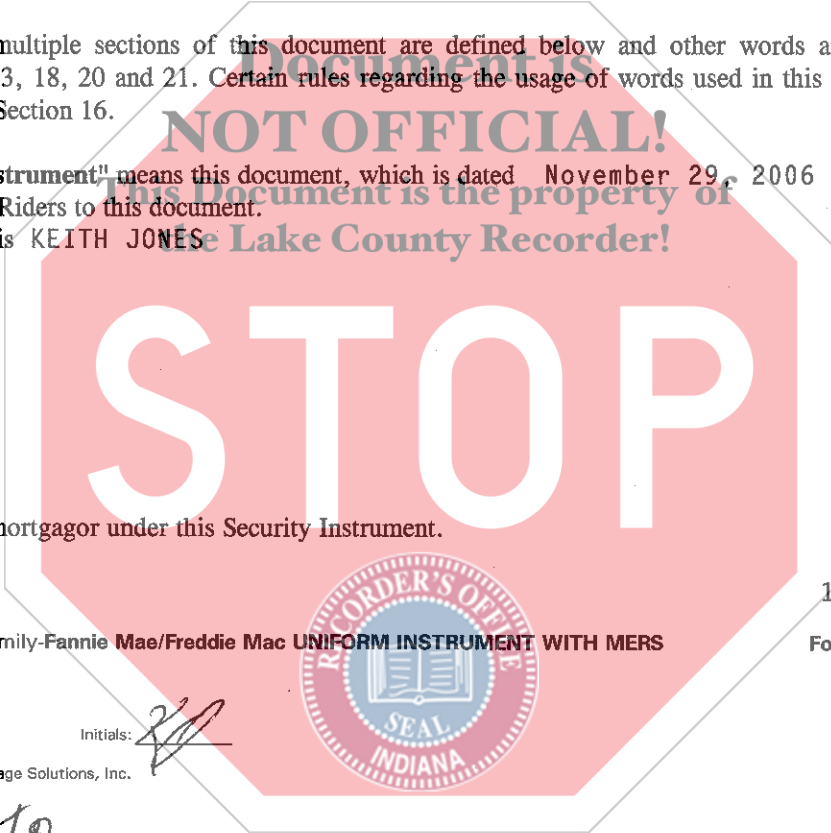 multiple sections of this document are defined below and other words a
Document is
3, 18, 20 and 21. Certain rules regarding the usage of words used in this
Section 16.
NOT OFFICIAL!
strument" means this document, which is dated November 29, 2006
This Document is the property of
Riders to this document.
is KEITH JONES
the Lake County Recorder!
STOP
mortgagor under this Security Instrument.
RECORDER'S OFFICE
1
mily-Fannie Mae/Freddie Mac UNIFORM INSTRUMENT WITH MERS
Fo
SEAL
INDIANA
Initials:
age Solutions, Inc.